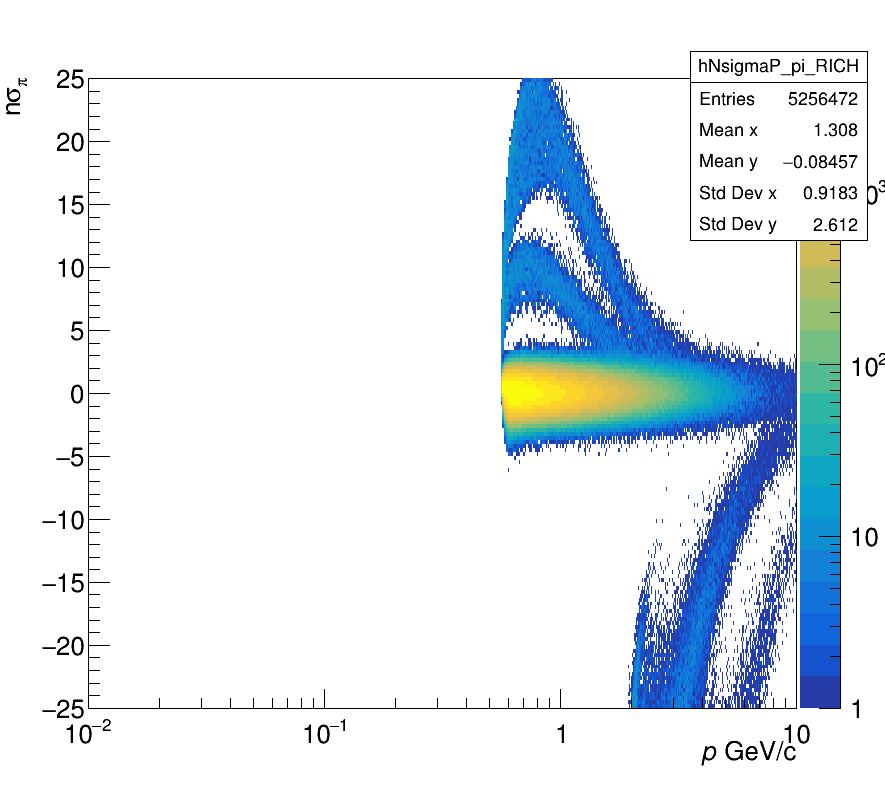 hNsigmaP_pi_RICH
Entries 5256472
Mean x 1.308
Mean y −0.08457
Std Dev x 0.9183
Std Dev y 2.612
nσπ
25
20
15
10
5
0
−5
−10
−15
−20
−25
10−2
10−1
1
10
p GeV/c
10²
10
1